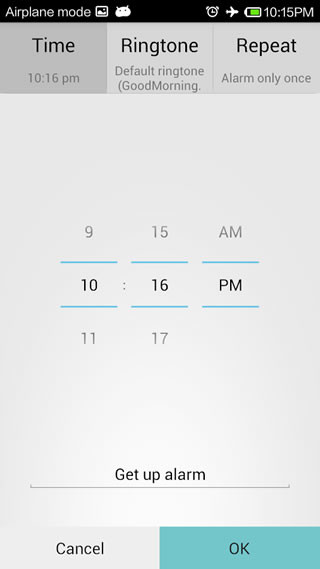 Airplane mode 10:15PM
Time Ringtone Repeat
10:16 pm Default ringtone Alarm only once
(GoodMorning.
9 15 AM
10 : 16 PM
11 17
Get up alarm
Cancel OK